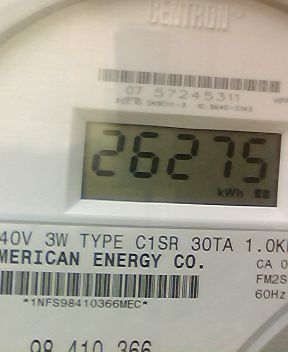 CENTRON®
07 57245311
26275
kWh
40V 3W TYPE C1SR 30TA 1.0K
MERICAN ENERGY CO.
CA 0
FM2S
60Hz
*1NFS98410366MEC*
98 410 366